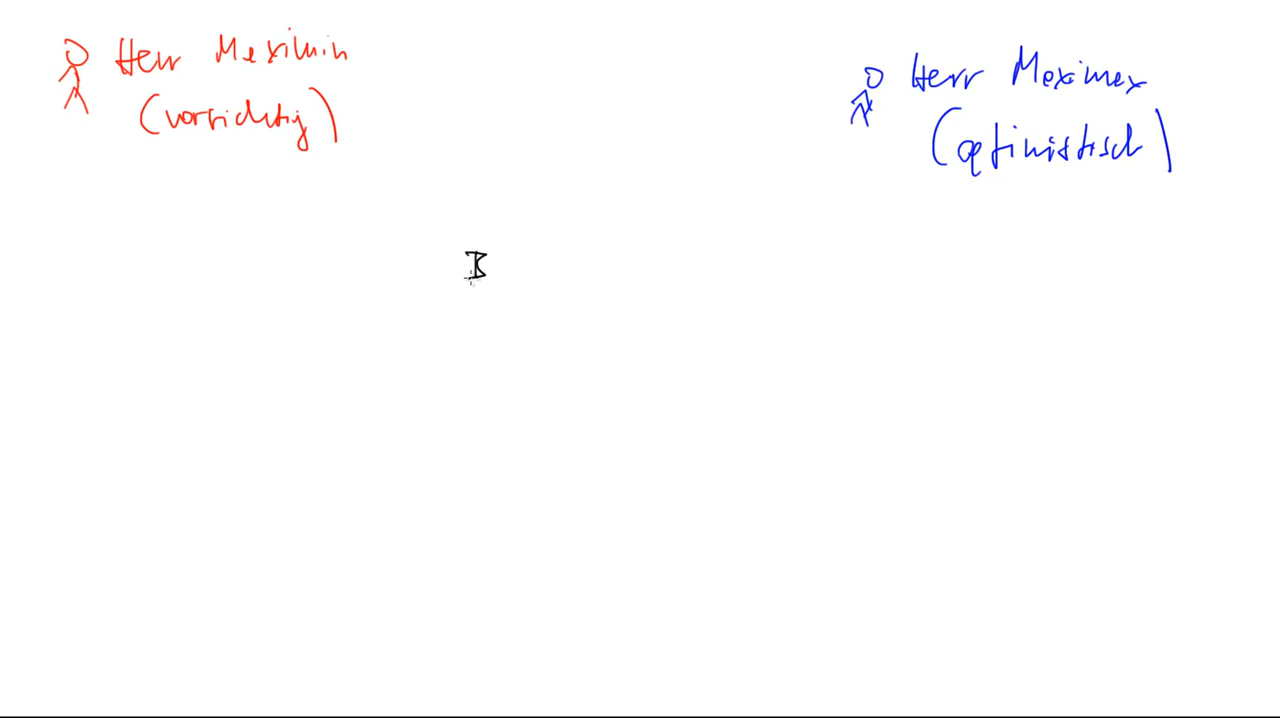 Herr Maximin
(vorsichtig)
Herr Maximax
(optimistisch)